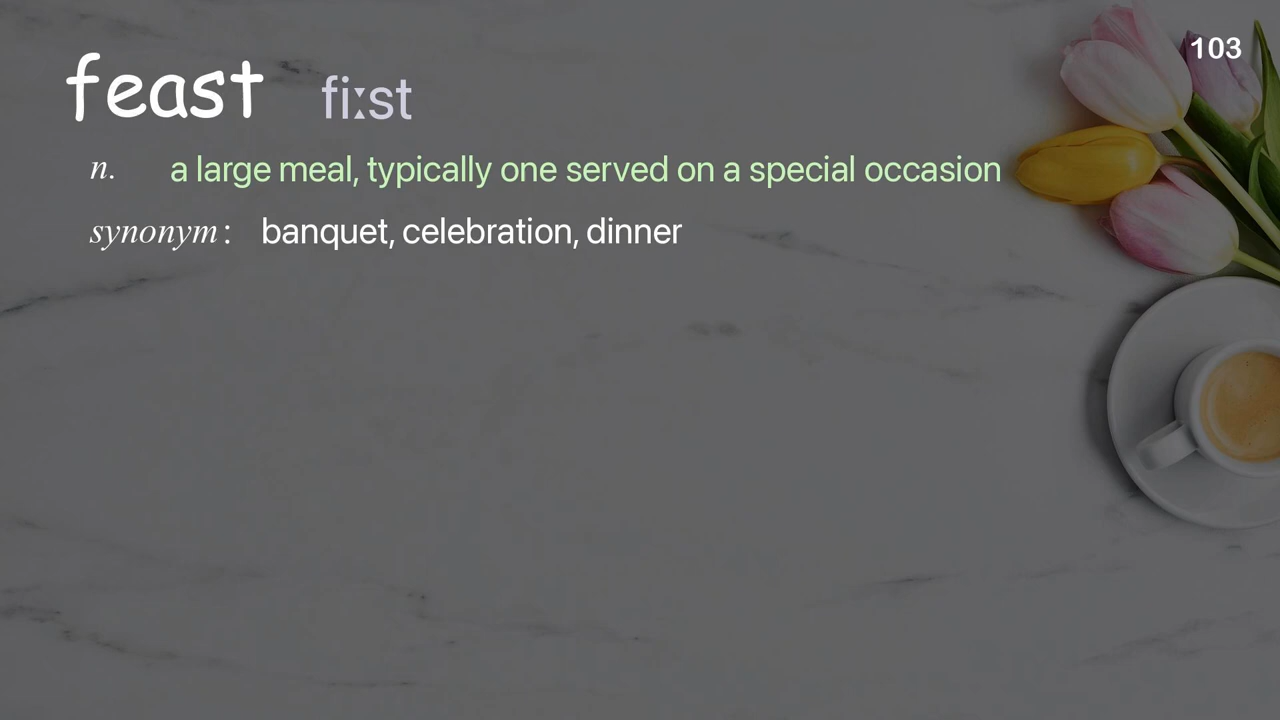 103
feast fiːst
n. a large meal, typically one served on a special occasion
synonym: banquet, celebration, dinner